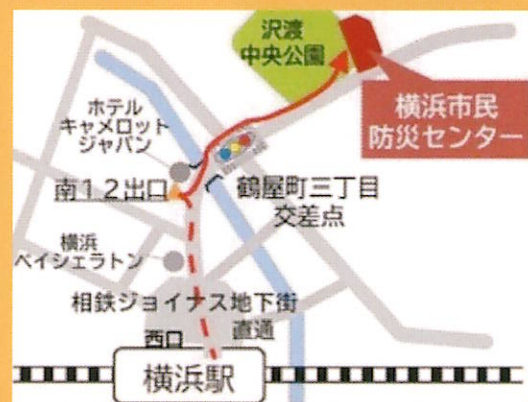 沢渡
中央公園
横浜市民
防災センター
ホテル
キャメロット
ジャパン
南12出口
鶴屋町三丁目
交差点
横浜
ベイシェラトン
相鉄ジョイナス地下街
直通
西口
横浜駅